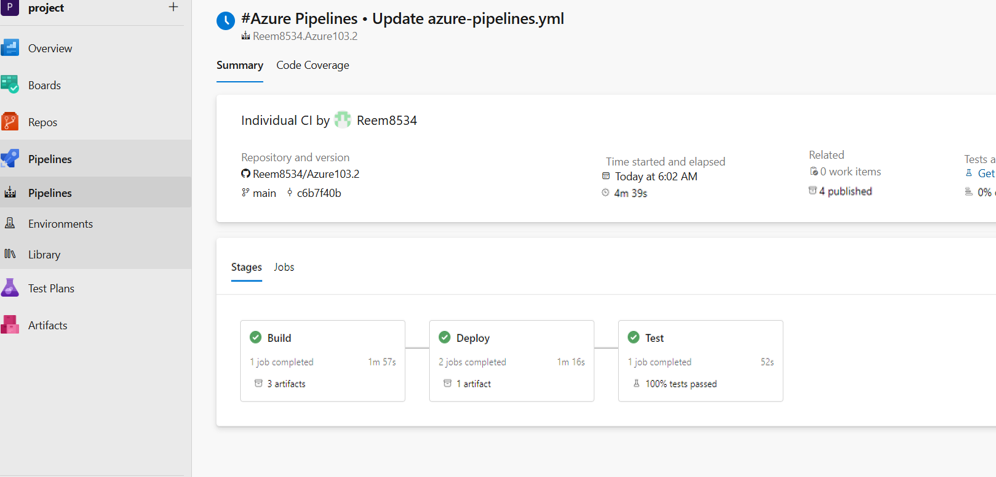 P project +
Overview
Boards
Repos
Pipelines
Pipelines
Environments
Library
Test Plans
Artifacts
#Azure Pipelines • Update azure-pipelines.yml
Reem8534.Azure103.2
Summary Code Coverage
Individual CI by Reem8534
Repository and version
Reem8534/Azure103.2
main c6b7f40b
Time started and elapsed
Today at 6:02 AM
4m 39s
Related
0 work items
4 published
Tests a
Get
0%
Stages Jobs
Build
1 job completed 1m 57s
3 artifacts
Deploy
2 jobs completed 1m 16s
1 artifact
Test
1 job completed 52s
100% tests passed